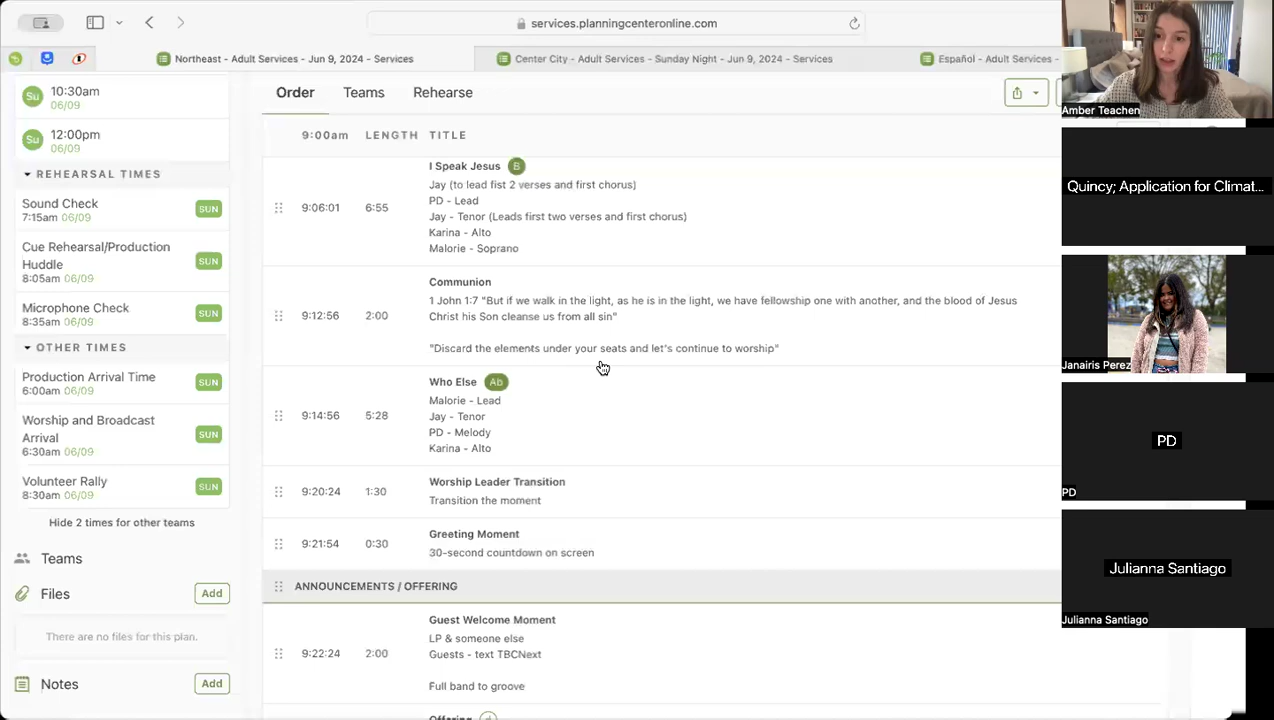 services.planningcenteronline.com
Northeast - Adult Services - Jun 9, 2024 - Services
Center City - Adult Services - Sunday Night - Jun 9, 2024 - Services
Español - Adult Services -
Su
10:30am
06/09
Su
12:00pm
06/09
REHEARSAL TIMES
Sound Check
7:15am 06/09
SUN
Cue Rehearsal/Production
Huddle
8:05am 06/09
SUN
Microphone Check
8:35am 06/09
SUN
OTHER TIMES
Production Arrival Time
6:00am 06/09
SUN
Worship and Broadcast
Arrival
6:30am 06/09
SUN
Volunteer Rally
8:30am 06/09
SUN
Hide 2 times for other teams
Teams
Files
Add
There are no files for this plan.
Notes
Add
Order
Teams
Rehearse
9:00am LENGTH TITLE
9:06:01 6:55
I Speak Jesus B
Jay (to lead fist 2 verses and first chorus)
PD - Lead
Jay - Tenor (Leads first two verses and first chorus)
Karina - Alto
Malorie - Soprano
9:12:56 2:00
Communion
1 John 1:7 "But if we walk in the light, as he is in the light, we have fellowship one with another, and the blood of Jesus
Christ his Son cleanse us from all sin"
"Discard the elements under your seats and let's continue to worship"
9:14:56 5:28
Who Else Ab
Malorie - Lead
Jay - Tenor
PD - Melody
Karina - Alto
9:20:24 1:30
Worship Leader Transition
Transition the moment
9:21:54 0:30
Greeting Moment
30-second countdown on screen
ANNOUNCEMENTS / OFFERING
9:22:24 2:00
Guest Welcome Moment
LP & someone else
Guests - text TBCNext
Full band to groove
Offering
Amber Teachen
Quincy; Application for Climat...
Janairis Perez
PD
PD
Julianna Santiago
Julianna Santiago